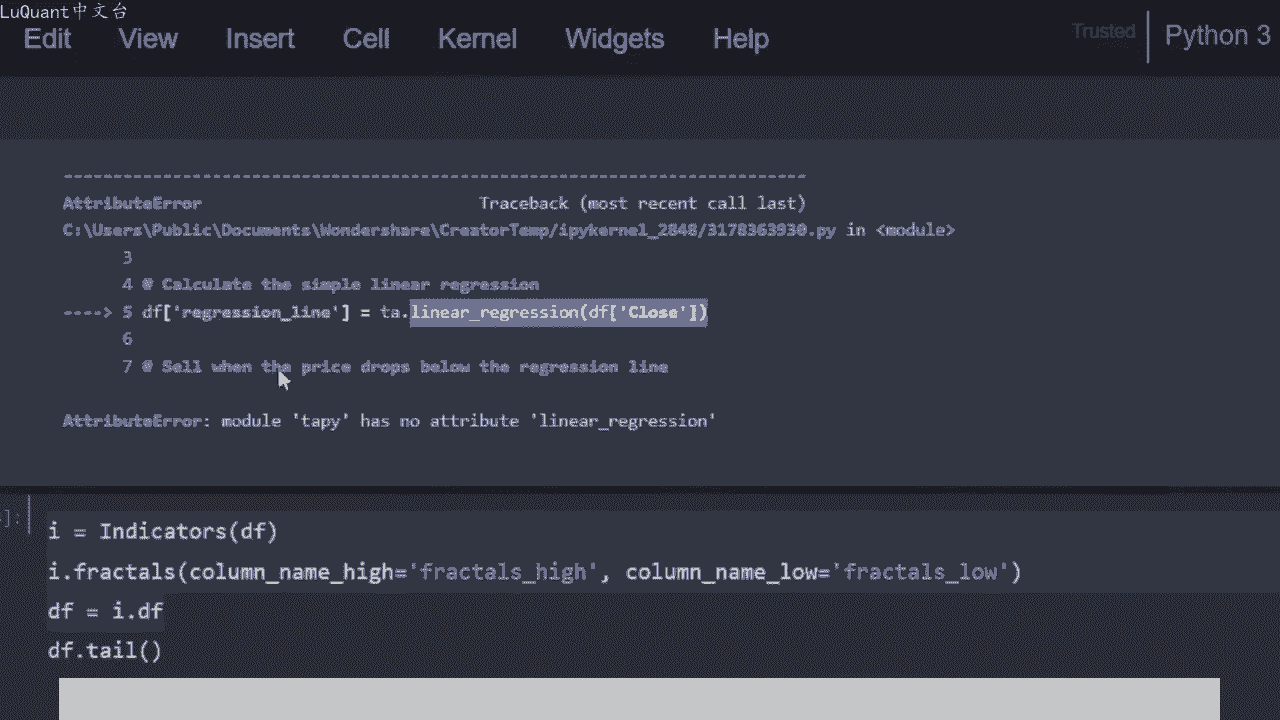 LuQuant中文台
Edit View Insert Cell Kernel Widgets Help Trusted Python 3
---------------------------------------------------------------------------
AttributeError Traceback (most recent call last)
C:\Users\Public\Documents\Wondershare\CreatorTemp/ipykernel_2848/3178363930.py in <module>
3
4 # Calculate the simple linear regression
----> 5 df['regression_line'] = ta.linear_regression(df['Close'])
6
7 # Sell when the price drops below the regression line
AttributeError: module 'tapy' has no attribute 'linear_regression'
]:
i = Indicators(df)
i.fractals(column_name_high='fractals_high', column_name_low='fractals_low')
df = i.df
df.tail()